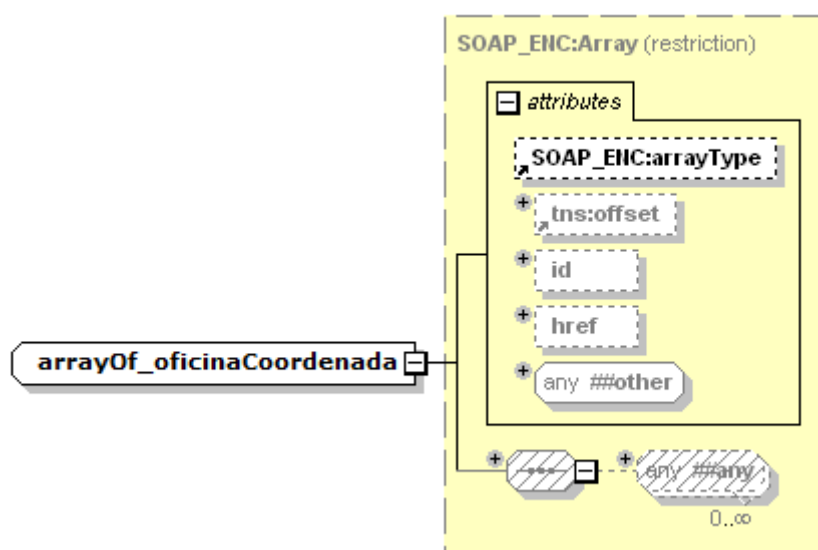 SOAP_ENC:Array (restriction)
attributes
SOAP_ENC:arrayType
tns:offset
id
href
any ##other
arrayOf_oficinaCoordenada
any ##any
0..∞